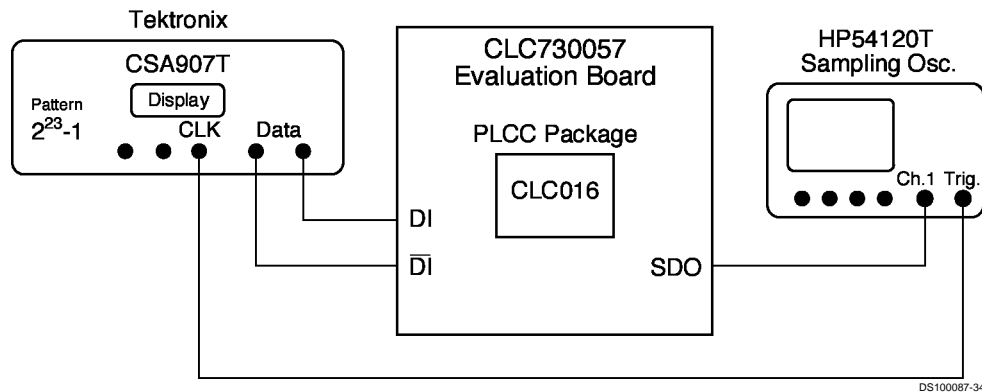 Tektronix
CSA907T
Display
Pattern
2²³-1
CLK Data
CLC730057
Evaluation Board
PLCC Package
CLC016
DI
D̅I̅
SDO
HP54120T
Sampling Osc.
Ch.1 Trig.
DS100087-34